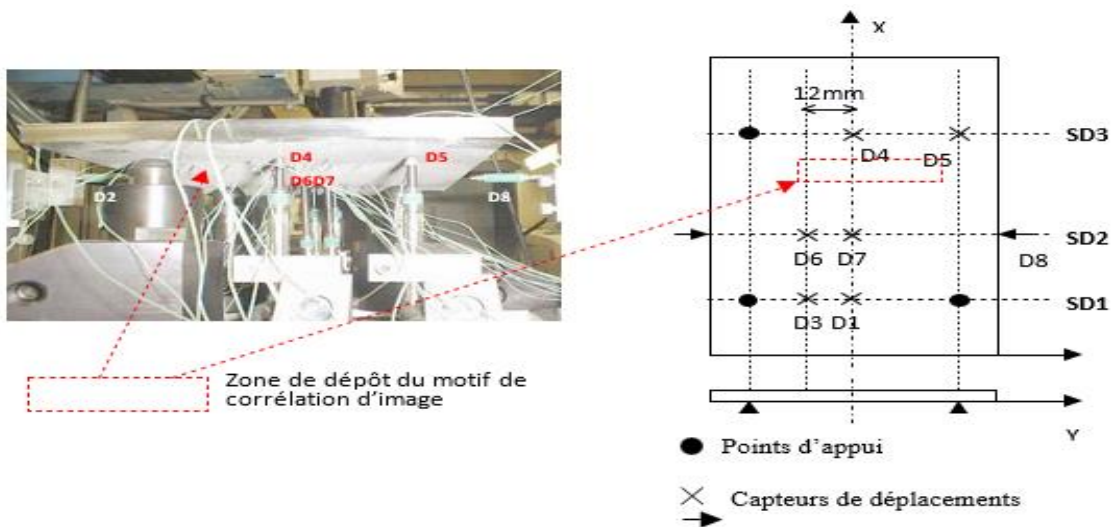 D4
D5
D6D7
D2
D8
Zone de dépôt du motif de
corrélation d'image
X
12mm
SD3
D4
D5
SD2
D6 D7
D8
SD1
D3 D1
Y
Points d'appui
Capteurs de déplacements